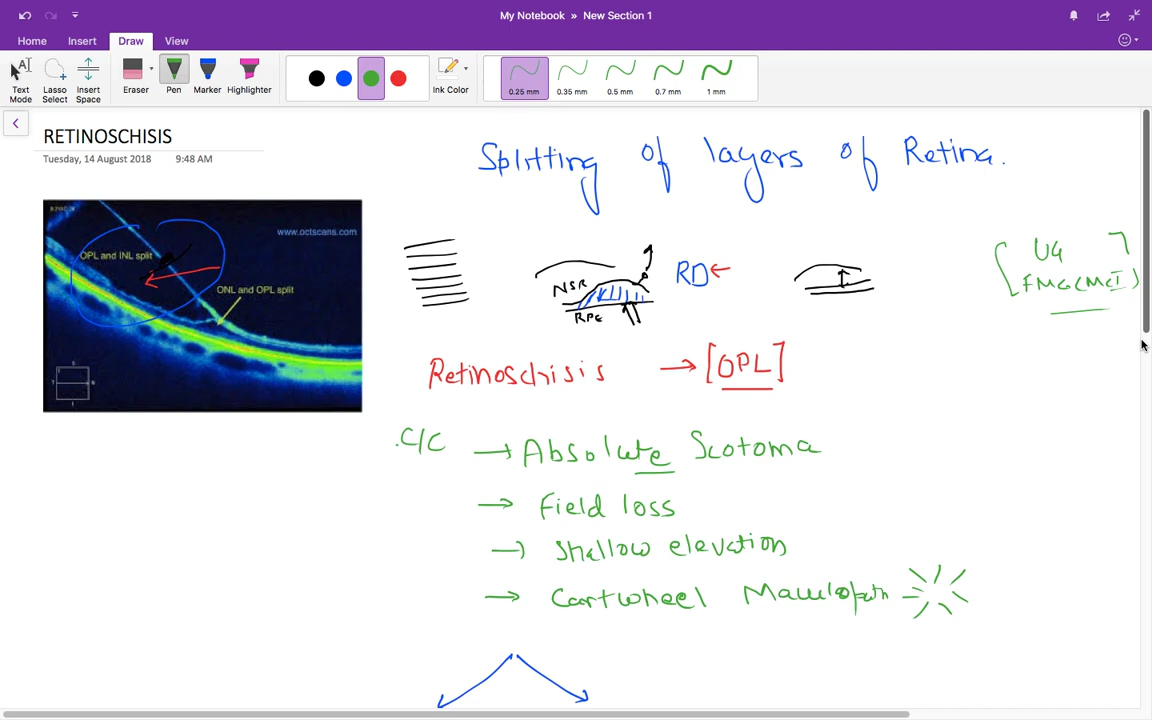 My Notebook » New Section 1
Home Insert Draw View
Text Mode
Lasso Select
Insert Space
Eraser
Pen
Marker
Highlighter
Ink Color
0.25 mm
0.35 mm
0.5 mm
0.7 mm
1 mm
RETINOSCHISIS
Tuesday, 14 August 2018 9:48 AM
Splitting of layers of Retina.
www.octscans.com
OPL and INL split
ONL and OPL split
NSR
RPE
RD
UG
FMG(MCI)
Retinoschisis → [OPL]
C/C → Absolute Scotoma
→ Field loss
→ Shallow elevation
→ Cartwheel